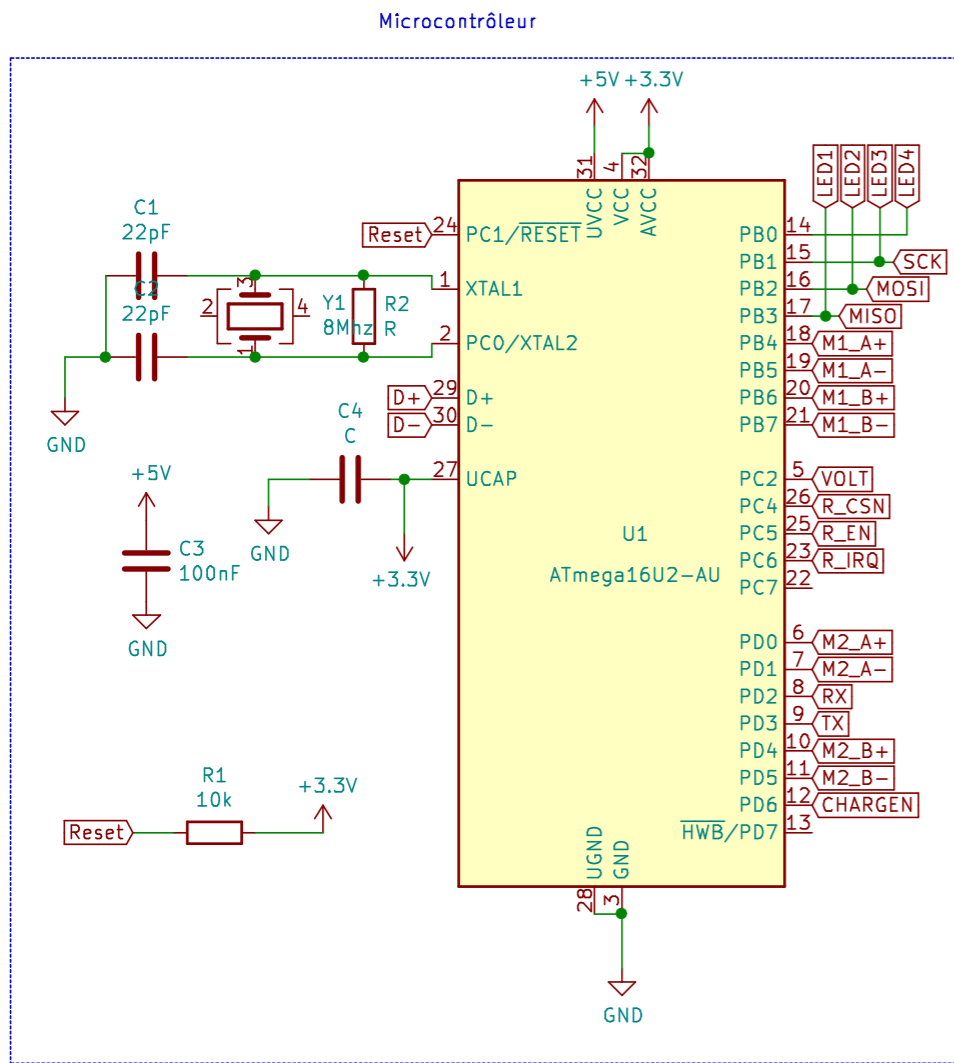 Microcontrôleur
+5V
+3.3V
31
4
32
UVCC
VCC
AVCC
LED1
LED2
LED3
LED4
C1
22pF
C2
22pF
3
2
4
1
Y1
8Mhz
R2
R
GND
Reset
24
PC1/RESET
1
XTAL1
2
PC0/XTAL2
D+
29
D+
D-
30
D-
C4
C
27
UCAP
GND
+3.3V
+5V
C3
100nF
GND
U1
ATmega16U2-AU
PB0
14
PB1
15
SCK
PB2
16
MOSI
PB3
17
MISO
PB4
18
M1_A+
PB5
19
M1_A-
PB6
20
M1_B+
PB7
21
M1_B-
PC2
5
VOLT
PC4
26
R_CSN
PC5
25
R_EN
PC6
23
R_IRQ
PC7
22
PD0
6
M2_A+
PD1
7
M2_A-
PD2
8
RX
PD3
9
TX
PD4
10
M2_B+
PD5
11
M2_B-
PD6
12
CHARGEN
HWB/PD7
13
R1
10k
+3.3V
Reset
UGND
GND
28
3
GND